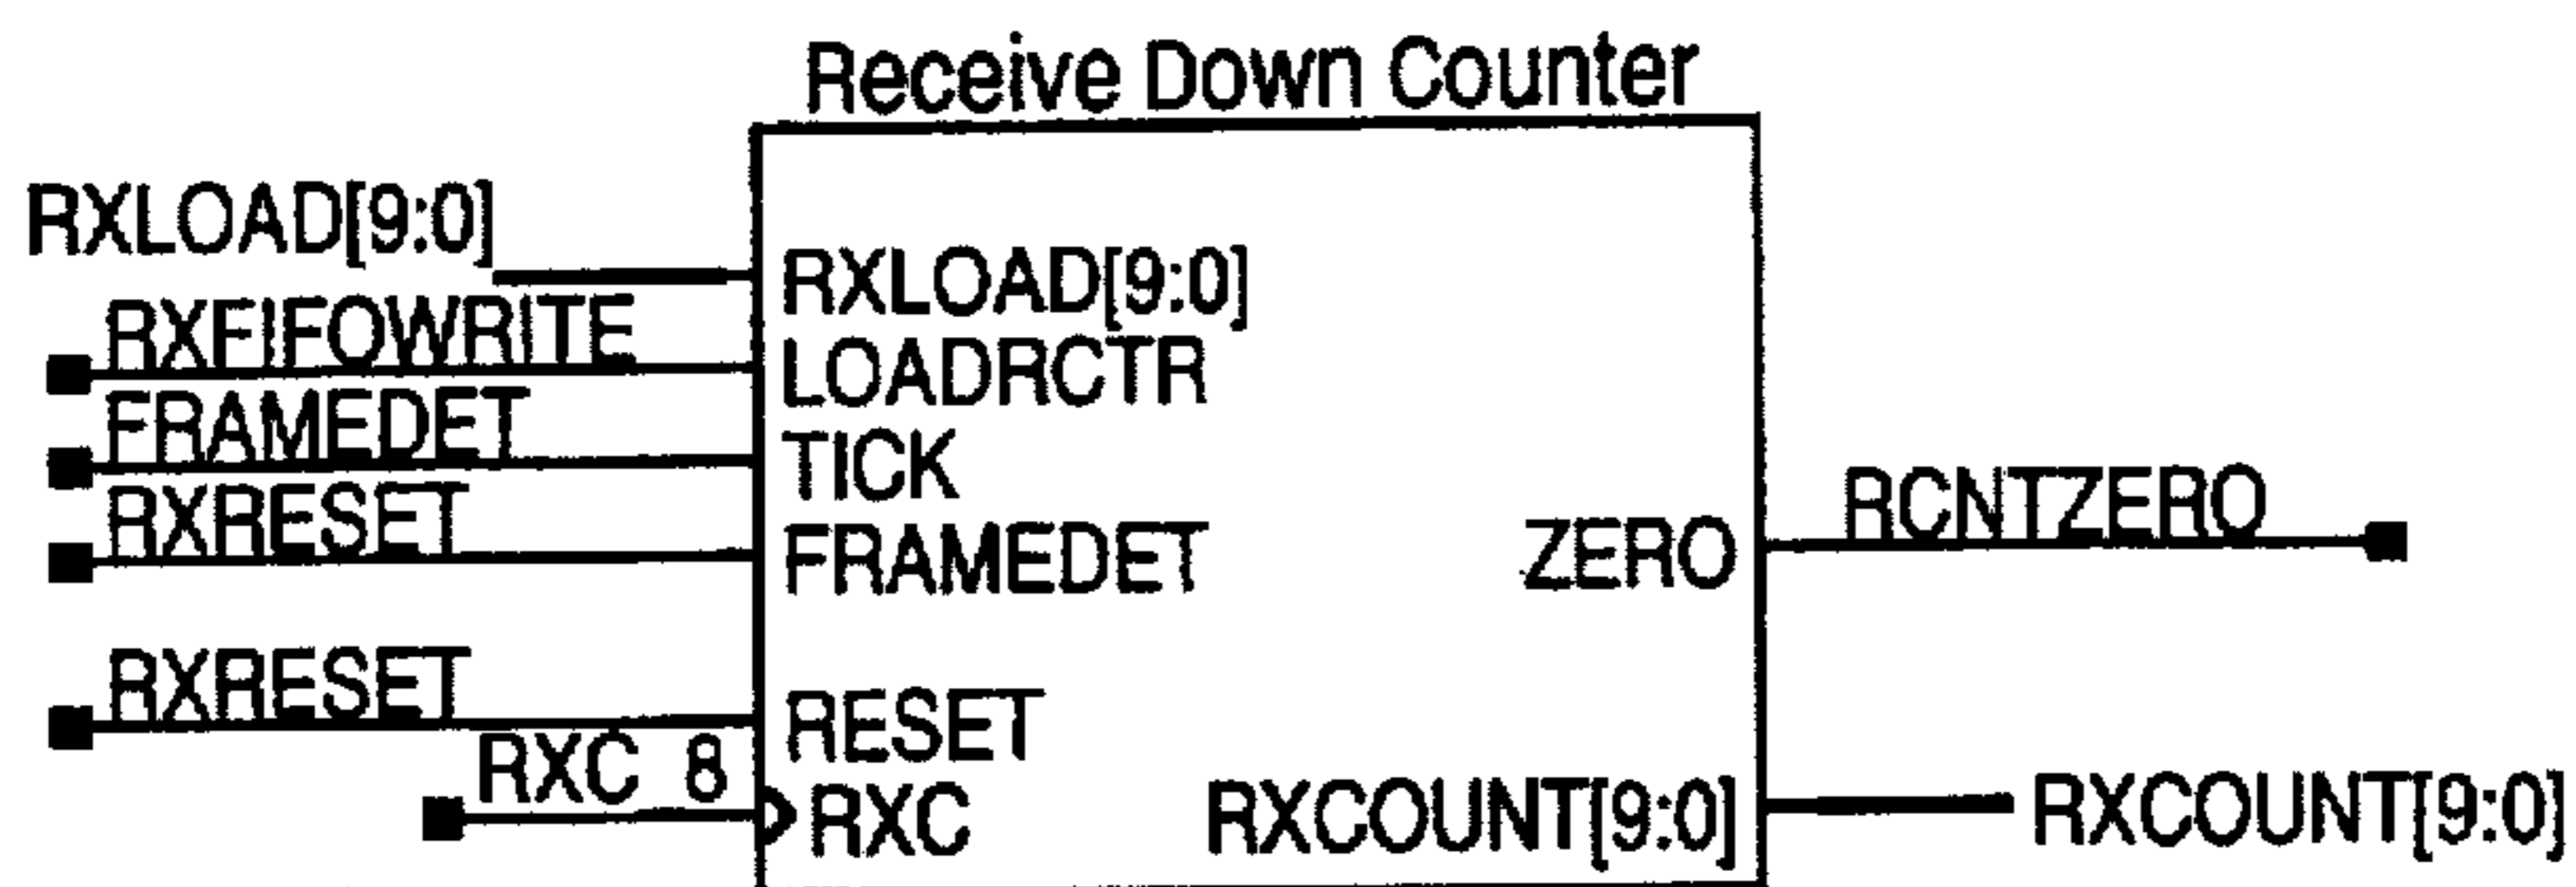 Receive Down Counter
RXLOAD[9:0]
RXLOAD[9:0]
RXFIFOWRITE
LOADRCTR
FRAMEDET
TICK
RXRESET
FRAMEDET
ZERO
RCNTZERO
RXRESET
RESET
RXC 8
RXC
RXCOUNT[9:0]
RXCOUNT[9:0]